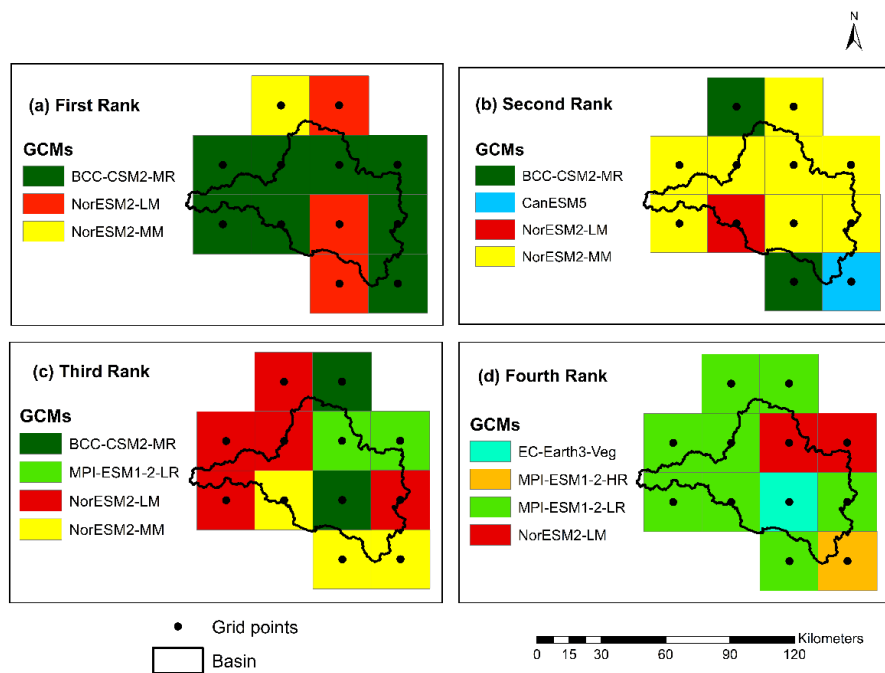 N
(a) First Rank
GCMs
BCC-CSM2-MR
NorESM2-LM
NorESM2-MM
(b) Second Rank
GCMs
BCC-CSM2-MR
CanESM5
NorESM2-LM
NorESM2-MM
(c) Third Rank
GCMs
BCC-CSM2-MR
MPI-ESM1-2-LR
NorESM2-LM
NorESM2-MM
(d) Fourth Rank
GCMs
EC-Earth3-Veg
MPI-ESM1-2-HR
MPI-ESM1-2-LR
NorESM2-LM
Grid points
Basin
Kilometers
0 15 30 60 90 120